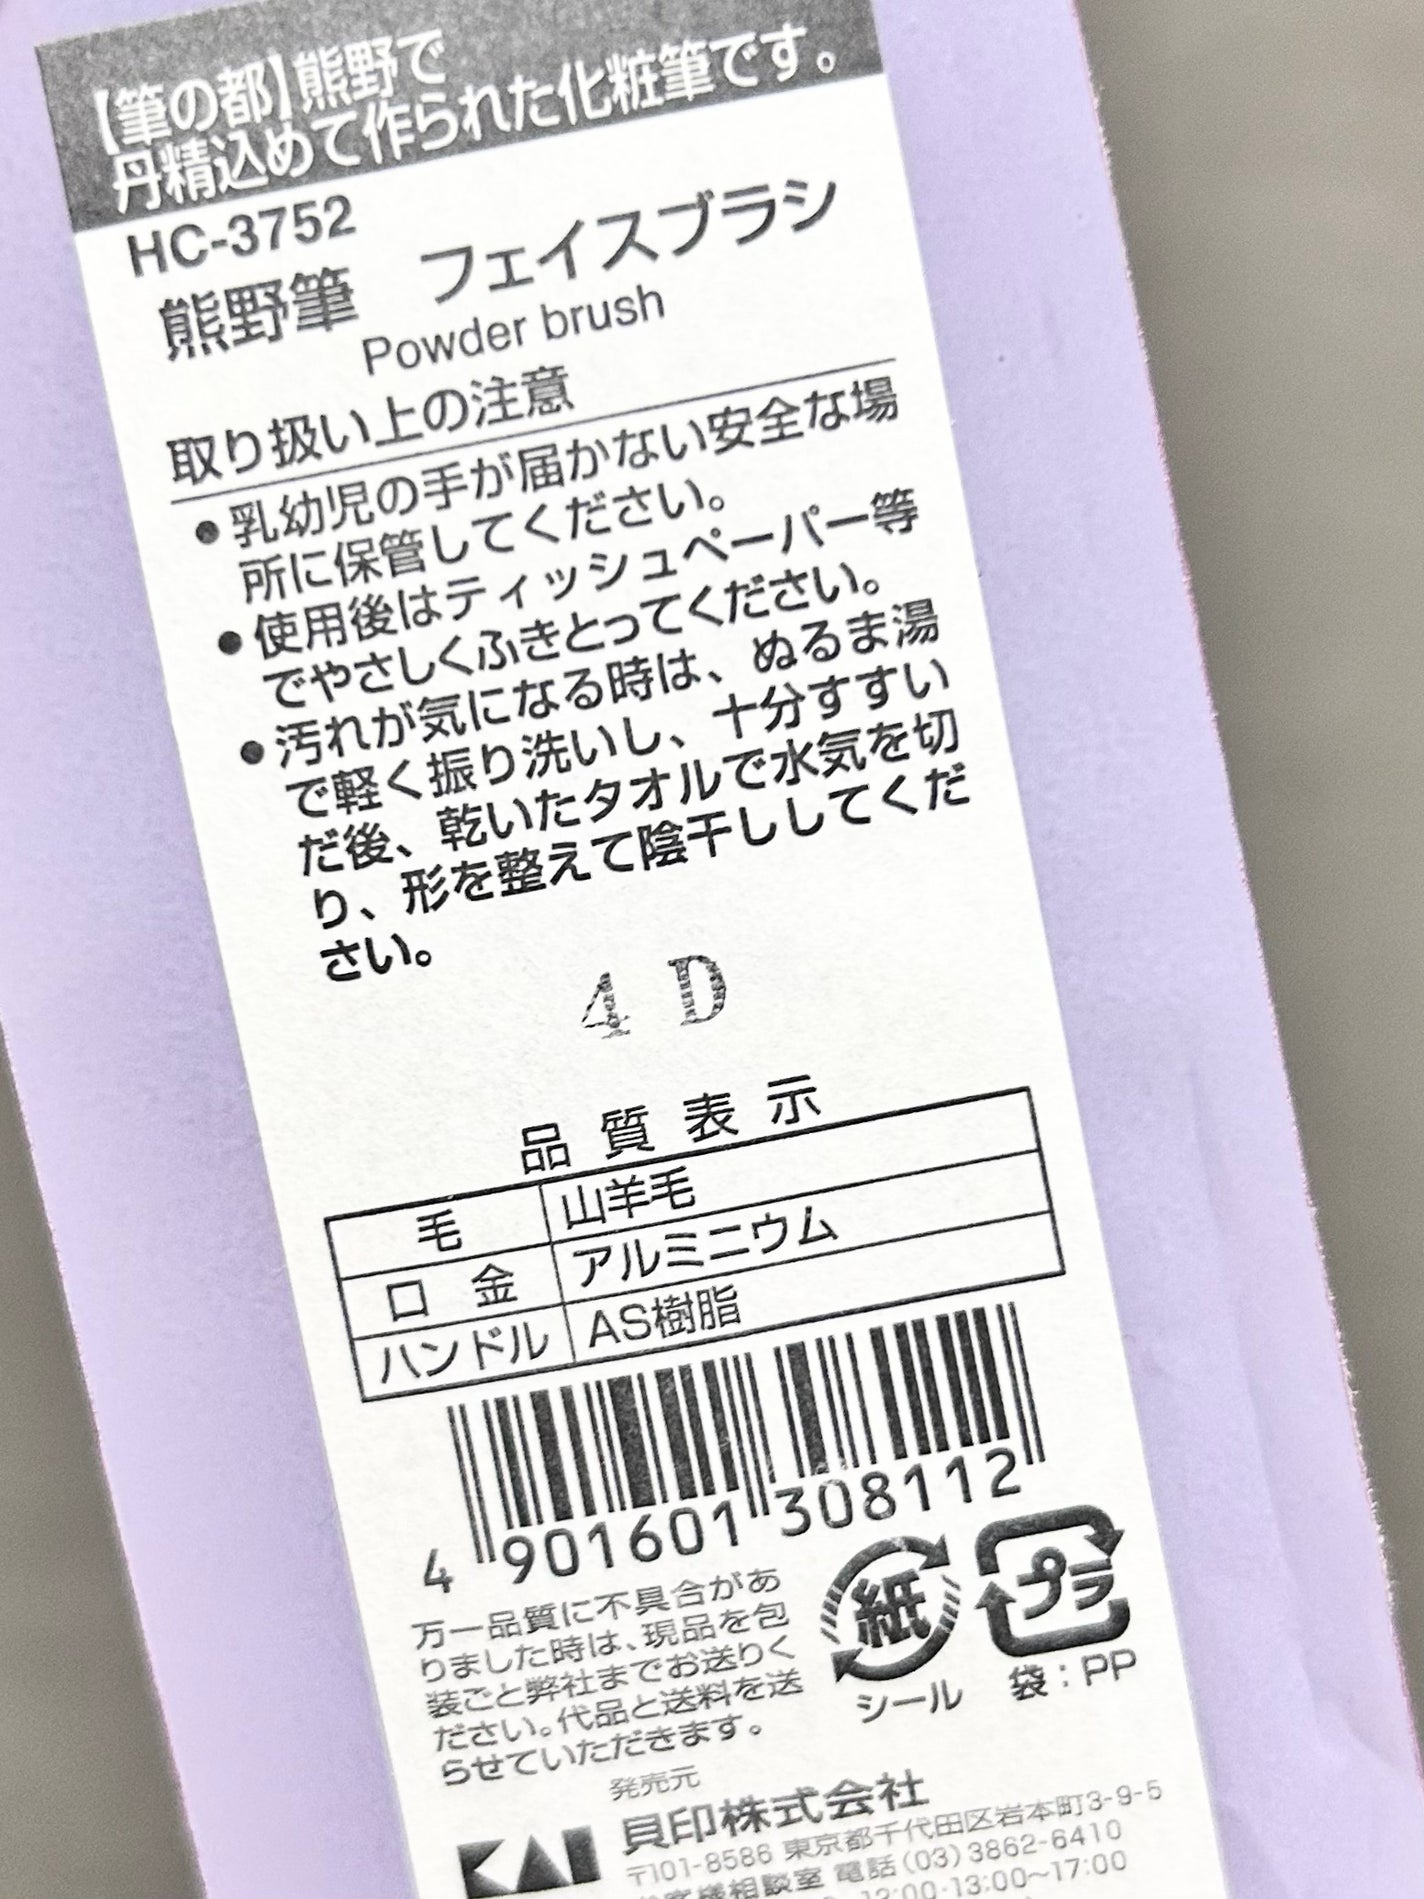 【筆の都】熊野で
丹精込めて作られた化粧筆です。
HC-3752
熊野筆 フェイスブラシ
Powder brush
取り扱い上の注意
●乳幼児の手が届かない安全な場
所に保管してください。
●使用後はティッシュペーパー等
でやさしくふきとってください。
●汚れが気になる時は、ぬるま湯
で軽く振り洗いし、十分すすい
だ後、乾いたタオルで水気を切
り、形を整えて陰干ししてくだ
さい。
4 D
品質表示
毛 山羊毛
口金 アルミニウム
ハンドル AS樹脂
4 901601 308112
万一品質に不具合があ
りました時は、現品を包
装ごと弊社までお送りく
ださい。代品と送料を送
らせていただきます。
紙
シール
プラ
袋：PP
発売元
KAI
貝印株式会社
〒101-8586 東京都千代田区岩本町3-9-5
お客様相談室 電話(03)3862-6410
12:00・13:00〜17:00